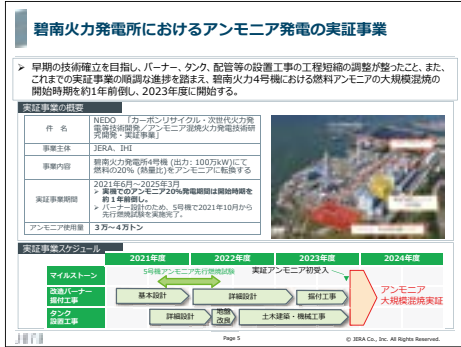 碧南火力発電所におけるアンモニア発電の実証事業
➢ 早期の技術確立を目指し、バーナー、タンク、配管等の設置工事の工程短縮の調整が整ったこと、また、
これまでの実証事業の順調な進捗を踏まえ、碧南火力4号機における燃料アンモニアの大規模混焼の
開始時期を約1年前倒し、2023年度に開始する。
実証事業の概要
件 名
NEDO 「カーボンリサイクル・次世代火力発
電等技術開発/アンモニア混焼火力発電技術研
究開発・実証事業」
事業主体
JERA、IHI
事業内容
碧南火力発電所4号機 (出力: 100万kW)にて
燃料の20% (熱量比)をアンモニアに転換する
実証事業期間
2021年6月～2025年3月
➢ 実機でのアンモニア20%発電期間は開始時期を
約1年前倒し。
➢ バーナー設計のため、5号機で2021年10月から
先行燃焼試験を実施完了。
アンモニア使用量
3万～4万トン
実証事業スケジュール
2021年度 2022年度 2023年度 2024年度
マイルストーン
5号機アンモニア先行燃焼試験
実証アンモニア初受入
改造バーナー
据付工事
基本設計 詳細設計 据付工事
アンモニア
大規模混焼実証
タンク
設置工事
詳細設計 地盤
改良
土木建築・機械工事
Jera
Page 5
© JERA Co., Inc. All Rights Reserved.